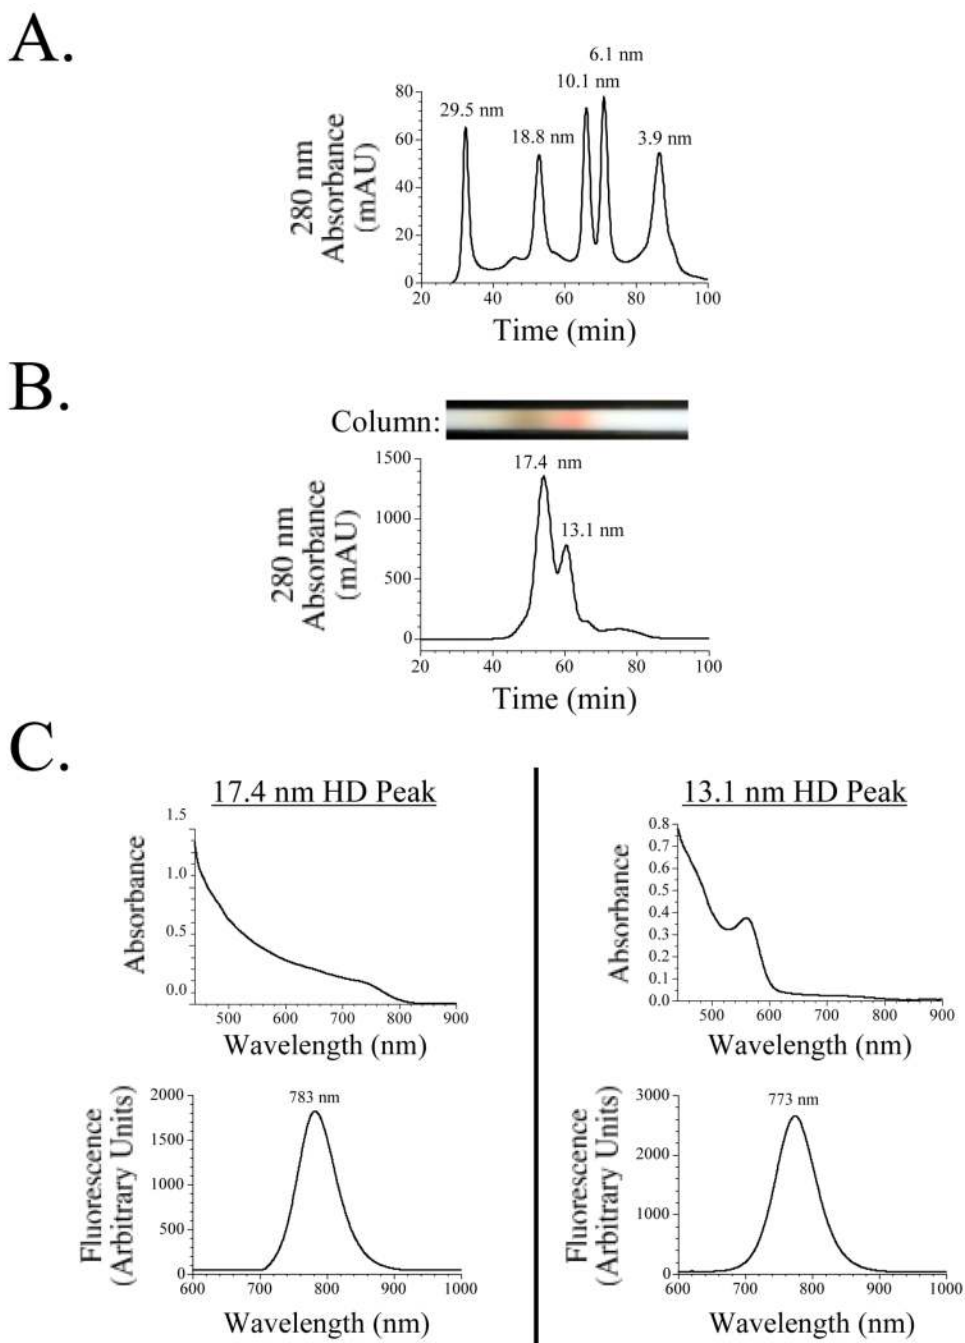 A.
6.1 nm
10.1 nm
29.5 nm
18.8 nm
3.9 nm
280 nm
Absorbance
(mAU)
80
60
40
20
0
20 40 60 80 100
Time (min)
B.
Column:
17.4 nm
13.1 nm
280 nm
Absorbance
(mAU)
1500
1000
500
0
20 40 60 80 100
Time (min)
C.
17.4 nm HD Peak
Absorbance
1.5
1.0
0.5
0.0
500 600 700 800 900
Wavelength (nm)
13.1 nm HD Peak
Absorbance
0.8
0.7
0.6
0.5
0.4
0.3
0.2
0.1
0.0
500 600 700 800 900
Wavelength (nm)
Fluorescence
(Arbitrary Units)
2000
1500
1000
500
0
783 nm
600 700 800 900 1000
Wavelength (nm)
Fluorescence
(Arbitrary Units)
3000
2000
1000
0
773 nm
600 700 800 900 1000
Wavelength (nm)